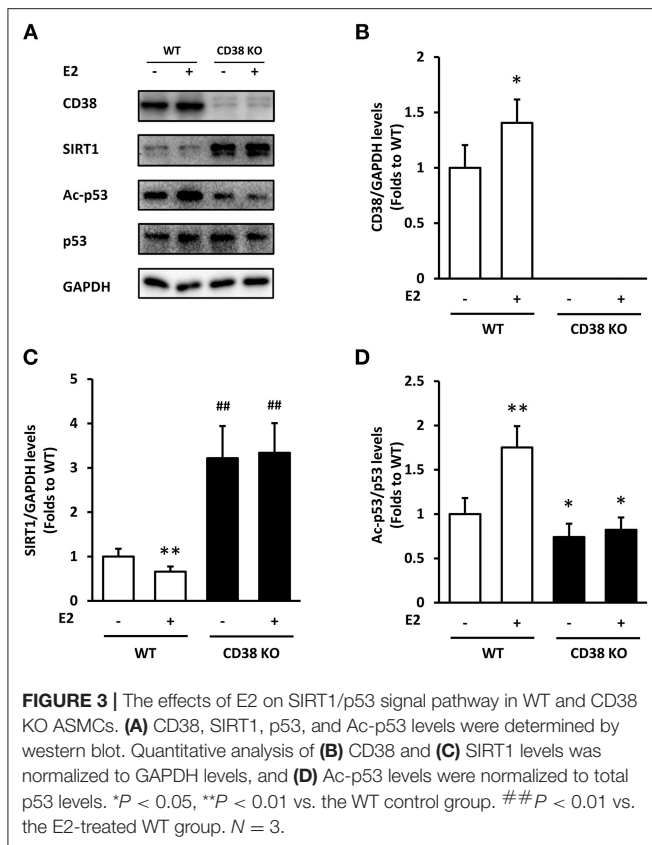 A
WT CD38 KO
E2 - + - +
CD38
SIRT1
Ac-p53
p53
GAPDH
B
CD38/GAPDH levels
(Folds to WT)
2
1.5
1
0.5
0
*
E2 - + - +
WT CD38 KO
C
SIRT1/GAPDH levels
(Folds to WT)
5
4
3
2
1
0
** ## ##
E2 - + - +
WT CD38 KO
D
Ac-p53/p53 levels
(Folds to WT)
2.5
2
1.5
1
0.5
0
** * *
E2 - + - +
WT CD38 KO
FIGURE 3 | The effects of E2 on SIRT1/p53 signal pathway in WT and CD38
KO ASMCs. (A) CD38, SIRT1, p53, and Ac-p53 levels were determined by
western blot. Quantitative analysis of (B) CD38 and (C) SIRT1 levels was
normalized to GAPDH levels, and (D) Ac-p53 levels were normalized to total
p53 levels. *P < 0.05, **P < 0.01 vs. the WT control group. ##P < 0.01 vs.
the E2-treated WT group. N = 3.